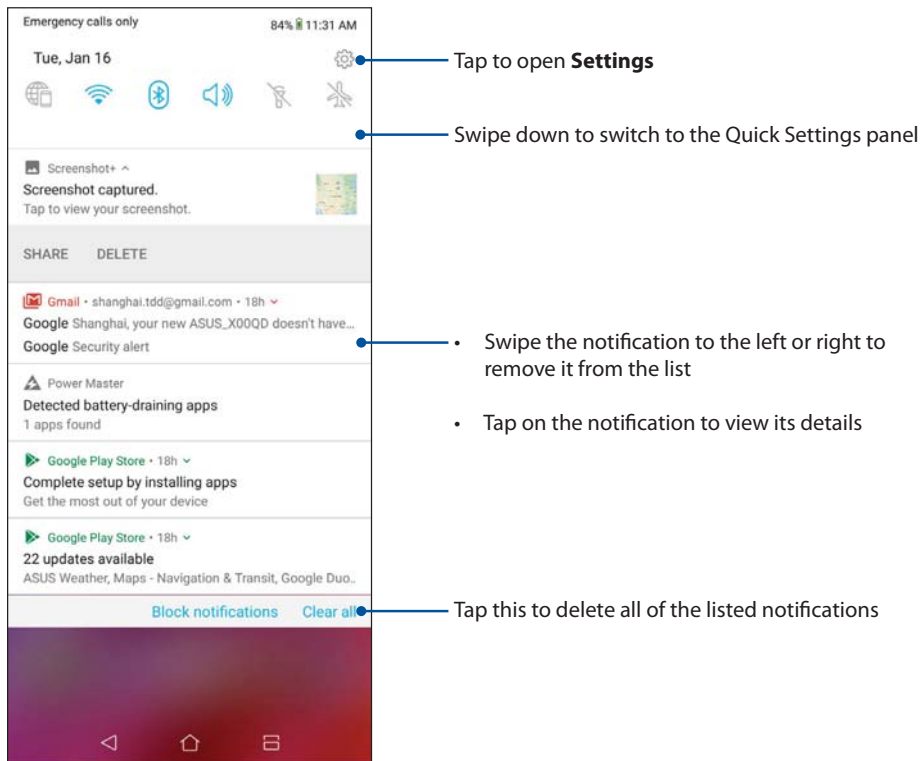 Emergency calls only 84% 11:31 AM
Tue, Jan 16
Tap to open Settings
Swipe down to switch to the Quick Settings panel
Screenshot+
Screenshot captured.
Tap to view your screenshot.
SHARE DELETE
Gmail • shanghai.tdd@gmail.com • 18h
Google Shanghai, your new ASUS_X00QD doesn't have...
Google Security alert
• Swipe the notification to the left or right to
remove it from the list
• Tap on the notification to view its details
Power Master
Detected battery-draining apps
1 apps found
Google Play Store • 18h
Complete setup by installing apps
Get the most out of your device
Google Play Store • 18h
22 updates available
ASUS Weather, Maps - Navigation & Transit, Google Duo..
Block notifications Clear all
Tap this to delete all of the listed notifications